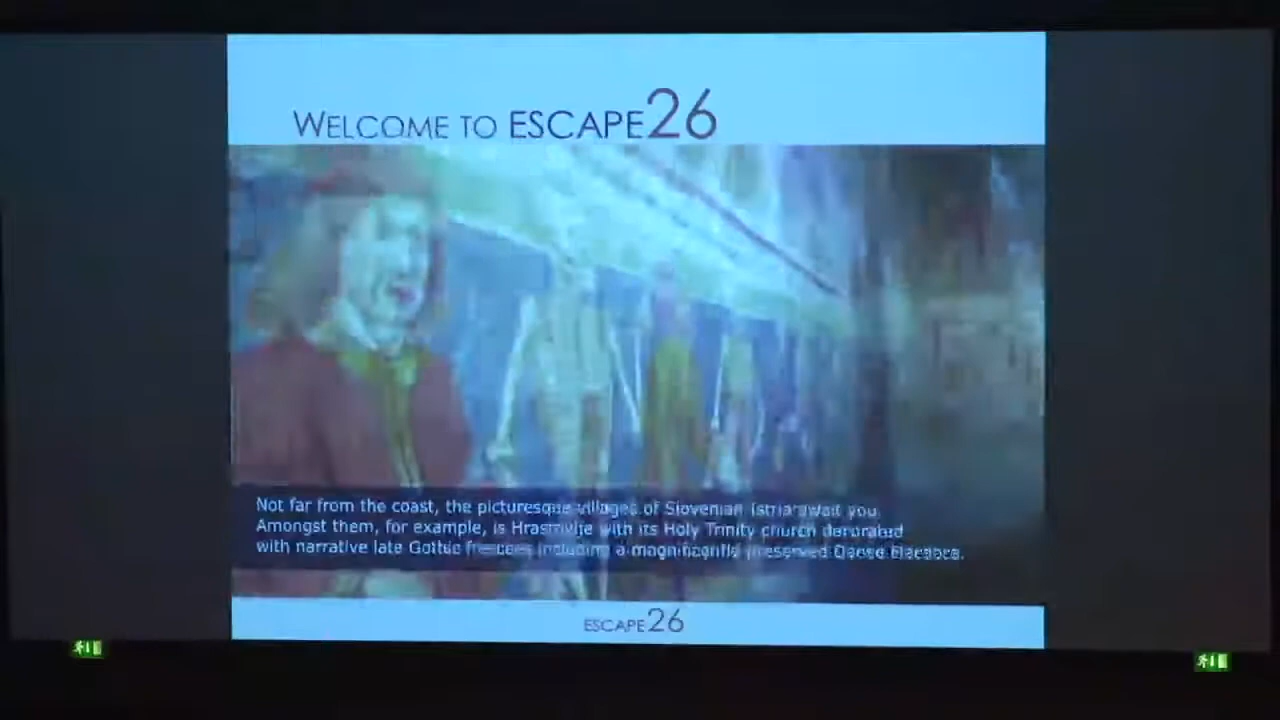 WELCOME TO ESCAPE26
Not far from the coast, the picturesque villages of Slovenian Istria await you.
Amongst them, for example, is Hrastovlje with its Holy Trinity church decorated
with narrative late Gothic frescoes including a magnificently preserved Danse Macabre.
ESCAPE26